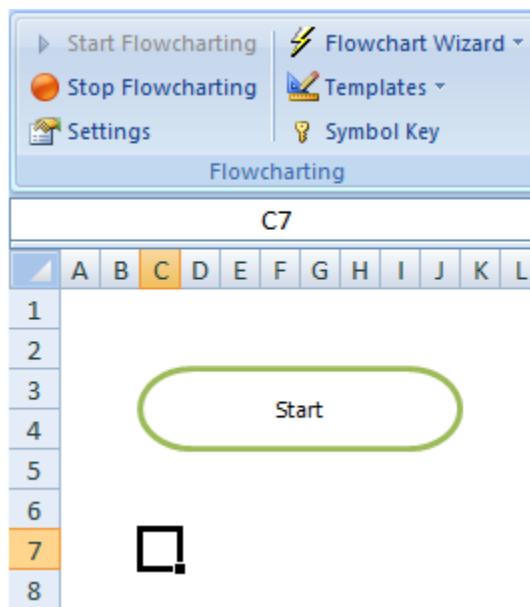 Start Flowcharting
Flowchart Wizard
Stop Flowcharting
Templates
Settings
Symbol Key
Flowcharting
C7
A B C D E F G H I J K L
1
2
3
Start
4
5
6
7
8